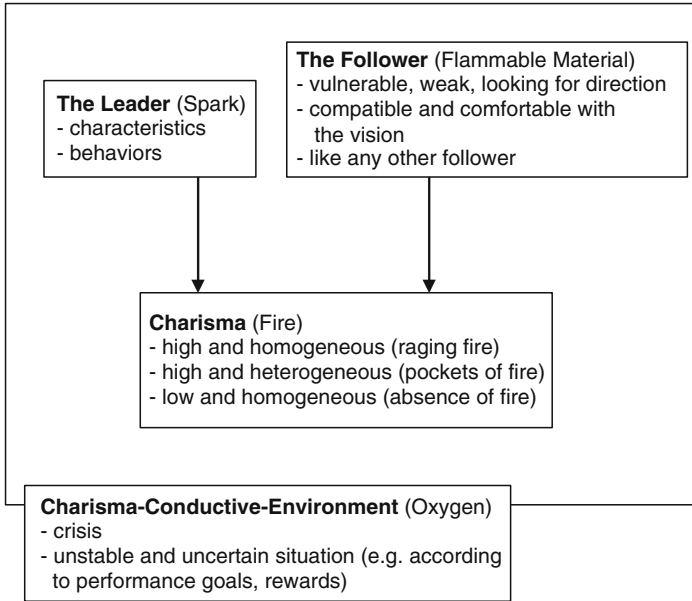 The Leader (Spark)
- characteristics
- behaviors
The Follower (Flammable Material)
- vulnerable, weak, looking for direction
- compatible and comfortable with
the vision
- like any other follower
Charisma (Fire)
- high and homogeneous (raging fire)
- high and heterogeneous (pockets of fire)
- low and homogeneous (absence of fire)
Charisma-Conductive-Environment (Oxygen)
- crisis
- unstable and uncertain situation (e.g. according
to performance goals, rewards)